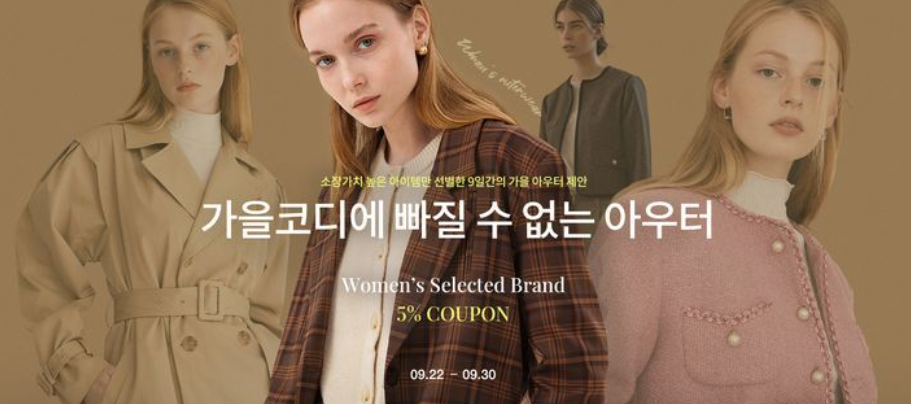 Women's outerwear
소장가치 높은 아이템만 선별한 9일간의 가을 아우터 제안
가을코디에 빠질 수 없는 아우터
Women's Selected Brand
5% COUPON
09.22 – 09.30